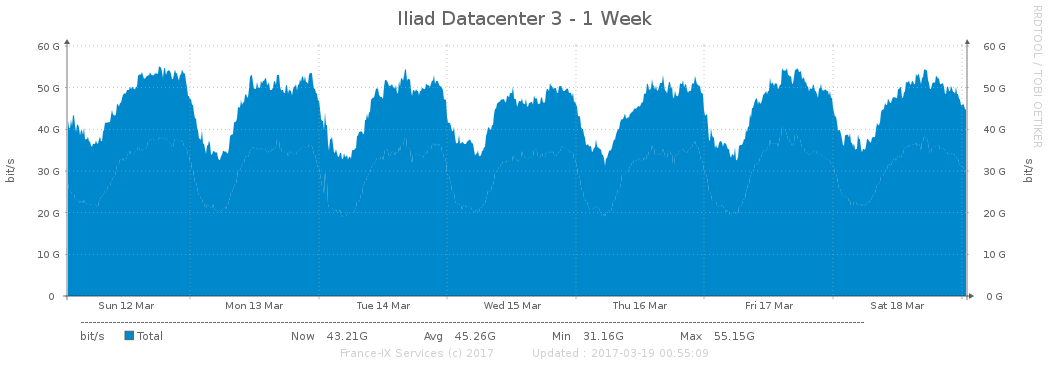 Iliad Datacenter 3 - 1 Week
RRDTOOL / TOBI OETIKER
60 G 60 G
50 G 50 G
40 G 40 G
30 G 30 G
20 G 20 G
10 G 10 G
0 0 G
bit/s bit/s
Sun 12 Mar Mon 13 Mar Tue 14 Mar Wed 15 Mar Thu 16 Mar Fri 17 Mar Sat 18 Mar
bit/s Total Now 43.21G Avg 45.26G Min 31.16G Max 55.15G
France-IX Services (c) 2017 Updated : 2017-03-19 00:55:09